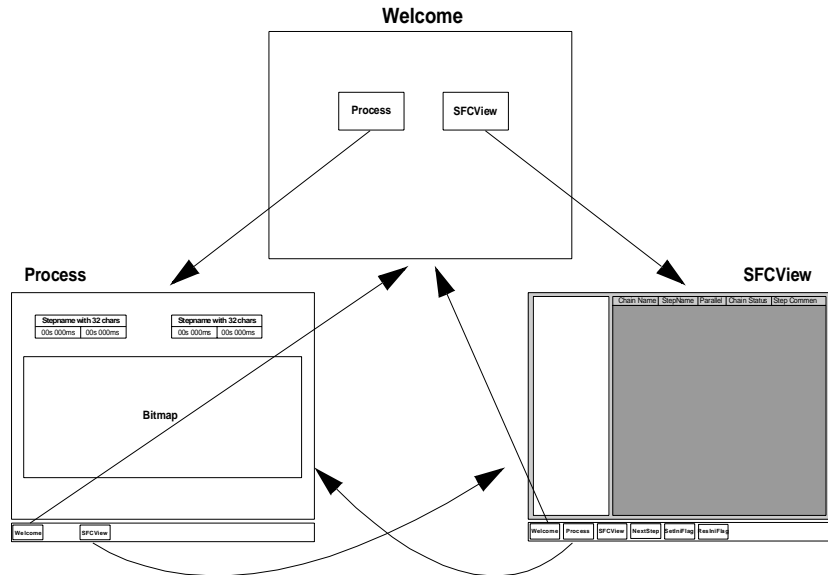 Welcome
Process
SFCView
Process
SFCView
Stepname with 32 chars
00s 000ms 00s 000ms
Stepname with 32 chars
00s 000ms 00s 000ms
Bitmap
Welcome SFCView
Chain Name StepName Parallel Chain Status Step Commen
Welcome Process SFCView NextStep SetIniFlag ResIniFlag